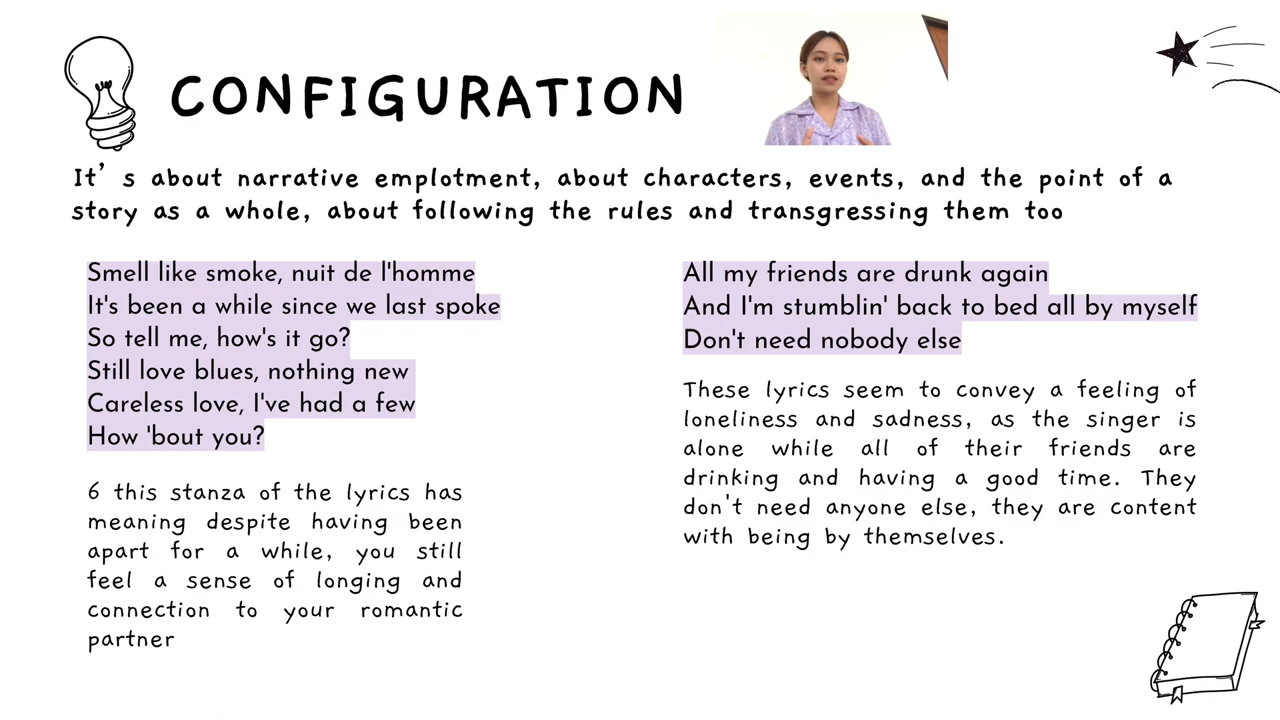 CONFIGURATION
It's about narrative emplotment, about characters, events, and the point of a
story as a whole, about following the rules and transgressing them too
Smell like smoke, nuit de l'homme
It's been a while since we last spoke
So tell me, how's it go?
Still love blues, nothing new
Careless love, I've had a few
How 'bout you?
6 this stanza of the lyrics has
meaning despite having been
apart for a while, you still
feel a sense of longing and
connection to your romantic
partner
All my friends are drunk again
And I'm stumblin' back to bed all by myself
Don't need nobody else
These lyrics seem to convey a feeling of
loneliness and sadness, as the singer is
alone while all of their friends are
drinking and having a good time. They
don't need anyone else, they are content
with being by themselves.